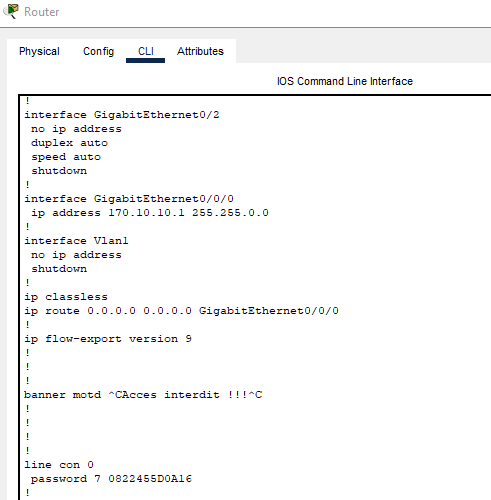 Router
Physical Config CLI Attributes
IOS Command Line Interface
!
interface GigabitEthernet0/2
 no ip address
 duplex auto
 speed auto
 shutdown
!
interface GigabitEthernet0/0/0
 ip address 170.10.10.1 255.255.0.0
!
interface Vlan1
 no ip address
 shutdown
!
ip classless
ip route 0.0.0.0 0.0.0.0 GigabitEthernet0/0/0
!
ip flow-export version 9
!
!
!
banner motd ^CAcces interdit !!!^C
!
!
!
!
line con 0
 password 7 0822455D0A16
!